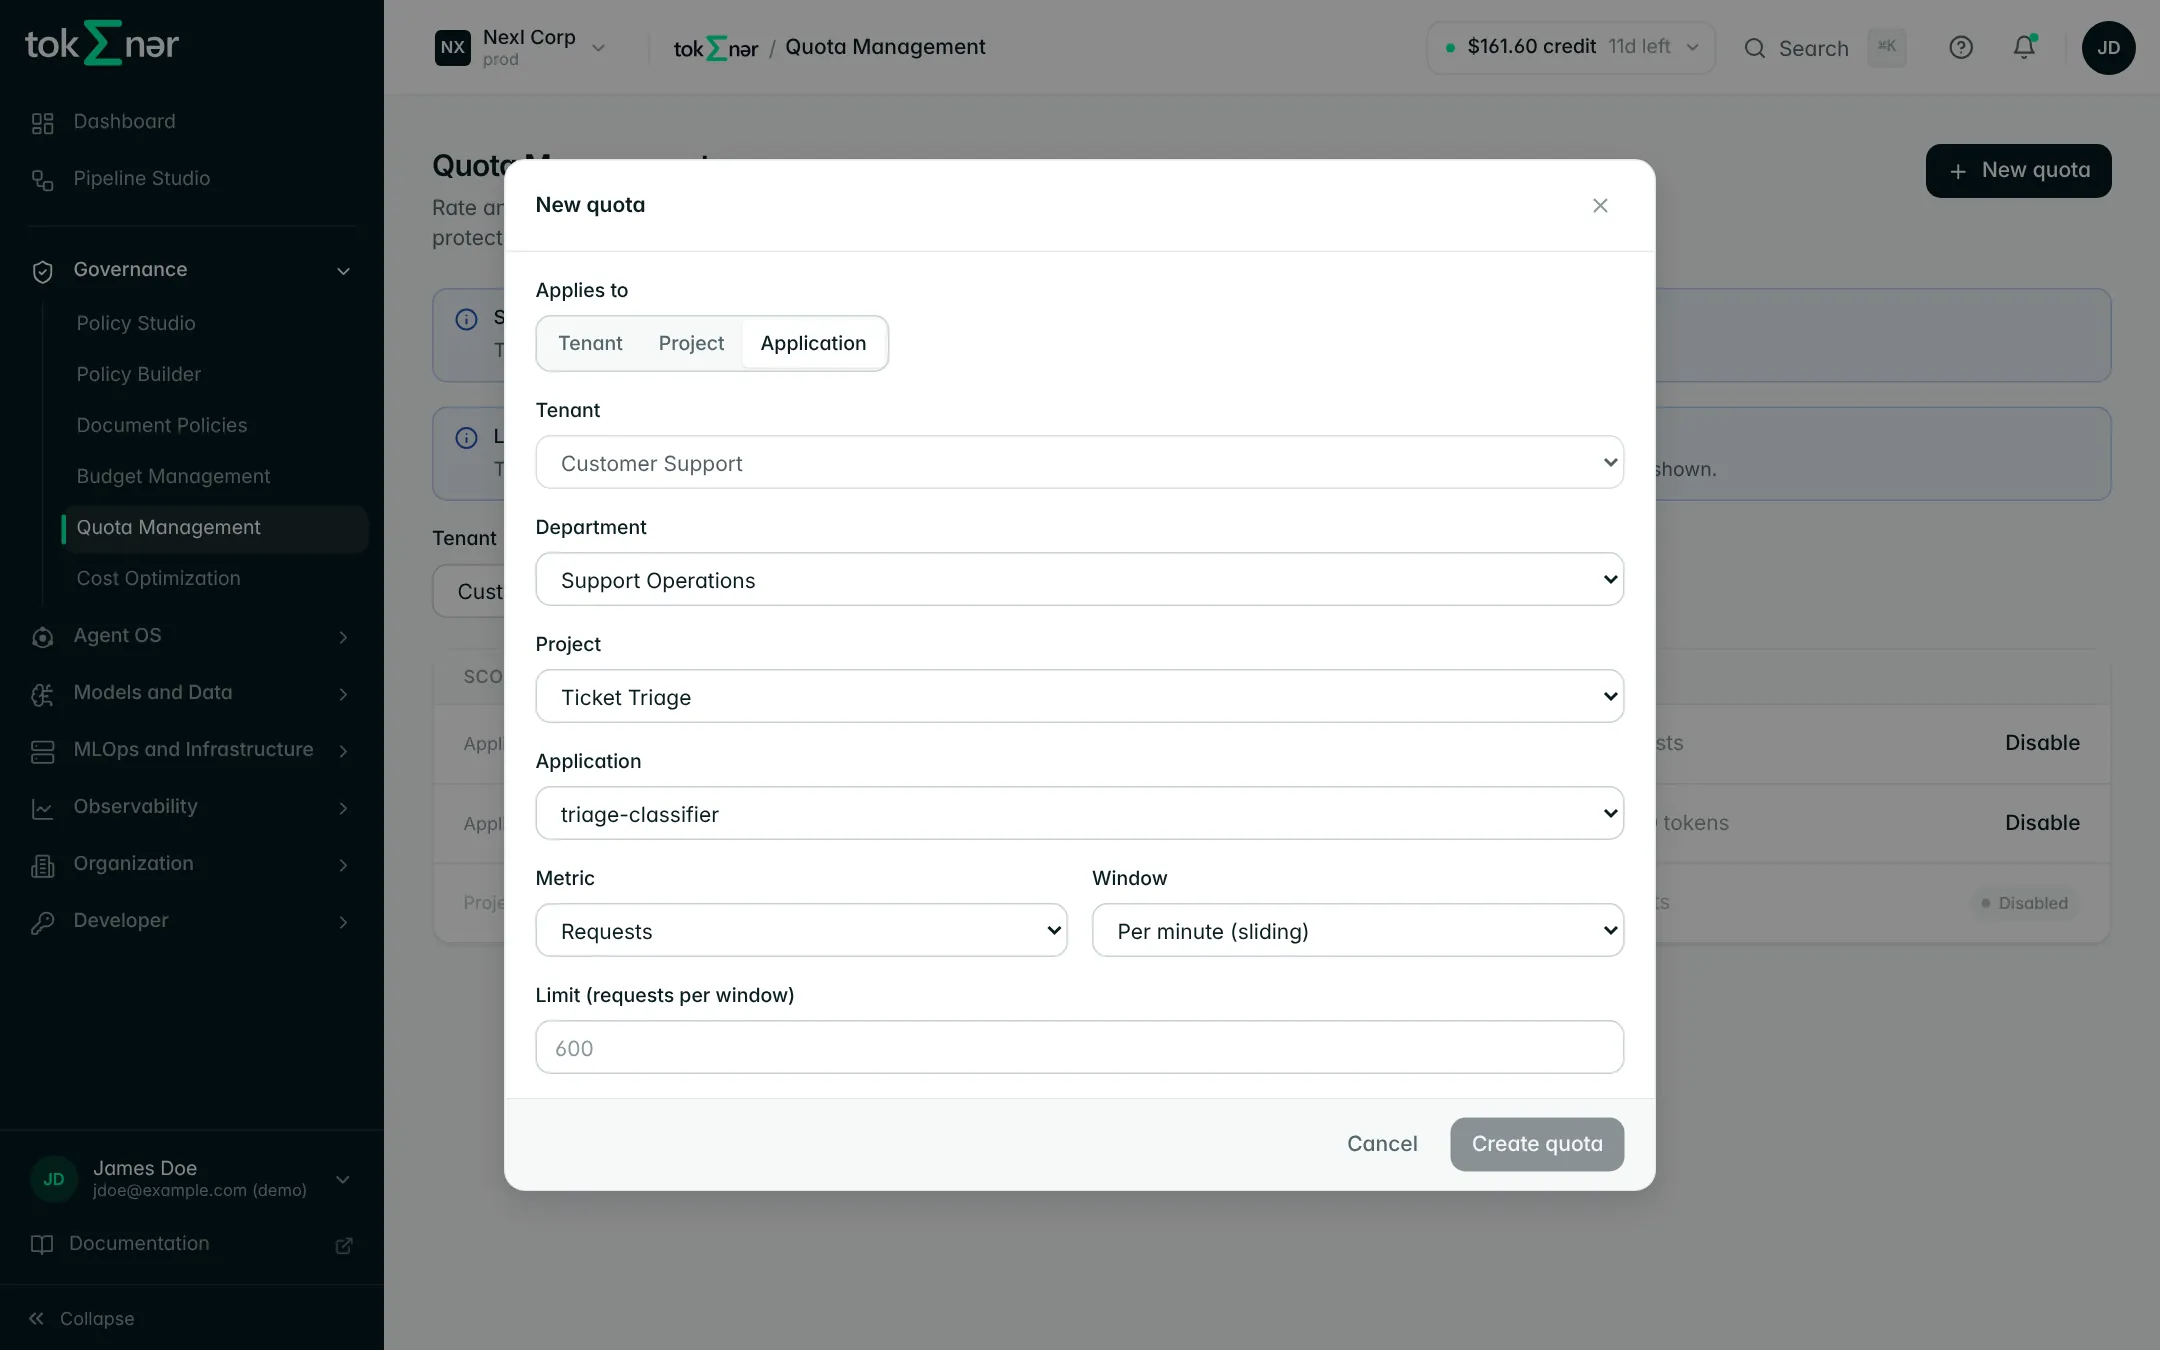 tokΣnər
Dashboard
Pipeline Studio
Governance
Policy Studio
Policy Builder
Document Policies
Budget Management
Quota Management
Cost Optimization
Agent OS
Models and Data
MLOps and Infrastructure
Observability
Organization
Developer
JD
James Doe
jdoe@example.com (demo)
Documentation
Collapse
NX
Nexl Corp
prod
tokΣnər / Quota Management
$161.60 credit 11d left
Search
⌘K
JD
New quota
shown.
Tenant
Disable
tokens
Disable
Disabled
New quota
Applies to
Tenant Project Application
Tenant
Customer Support
Department
Support Operations
Project
Ticket Triage
Application
triage-classifier
Metric Window
Requests Per minute (sliding)
Limit (requests per window)
600
Cancel Create quota